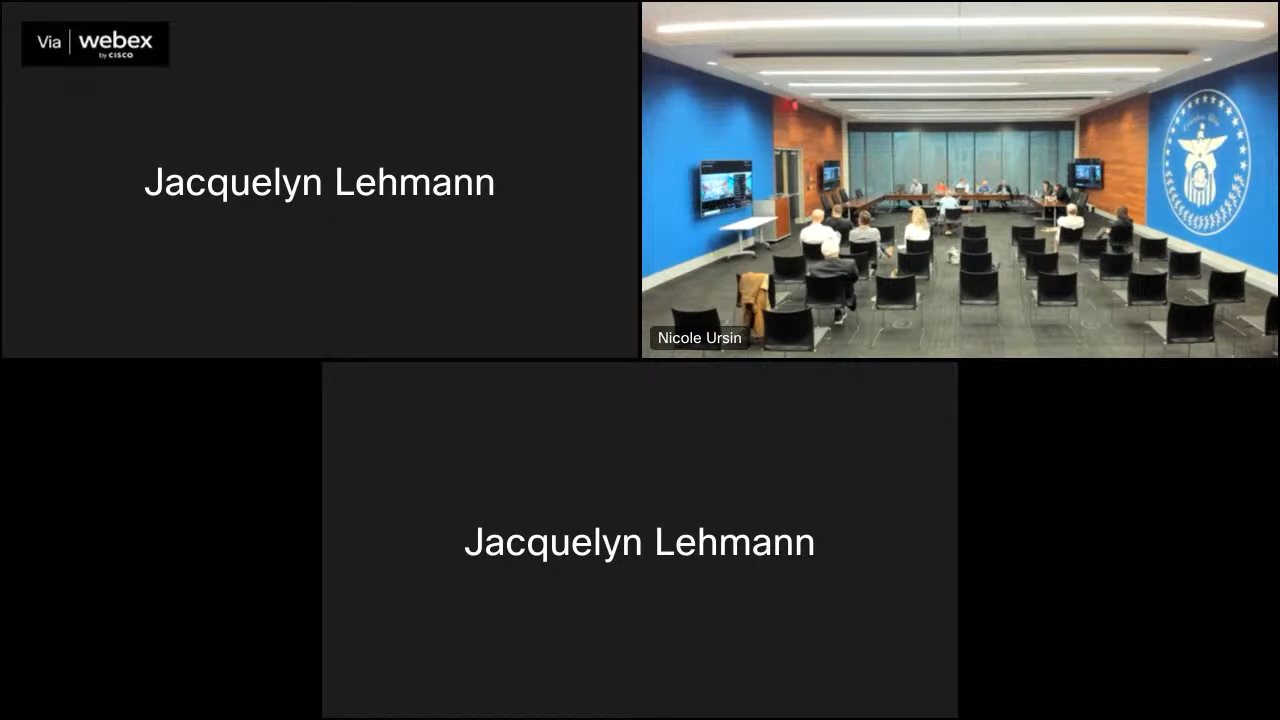 Via webex
by CISCO
Jacquelyn Lehmann
Nicole Ursin
Jacquelyn Lehmann